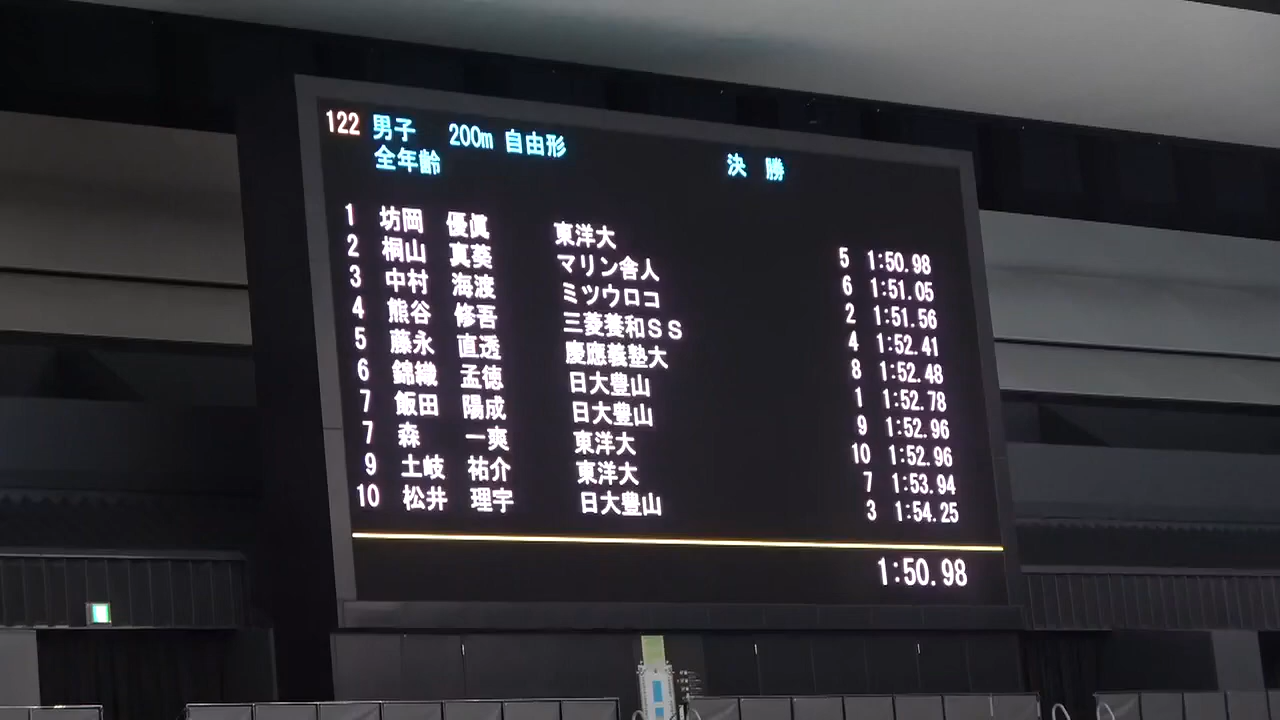 122 男子 200m 自由形
全年齢 決勝
1 坊岡 優眞 東洋大 5 1:50.98
2 桐山 真葵 マリン舎人 6 1:51.05
3 中村 海渡 ミツウロコ 2 1:51.56
4 熊谷 修吾 三菱養和ＳＳ 4 1:52.41
5 藤永 直透 慶應義塾大 8 1:52.48
6 錦織 孟徳 日大豊山 1 1:52.78
7 飯田 陽成 日大豊山 9 1:52.96
7 森 一爽 東洋大 10 1:52.96
9 土岐 祐介 東洋大 7 1:53.94
10 松井 理宇 日大豊山 3 1:54.25
1:50.98